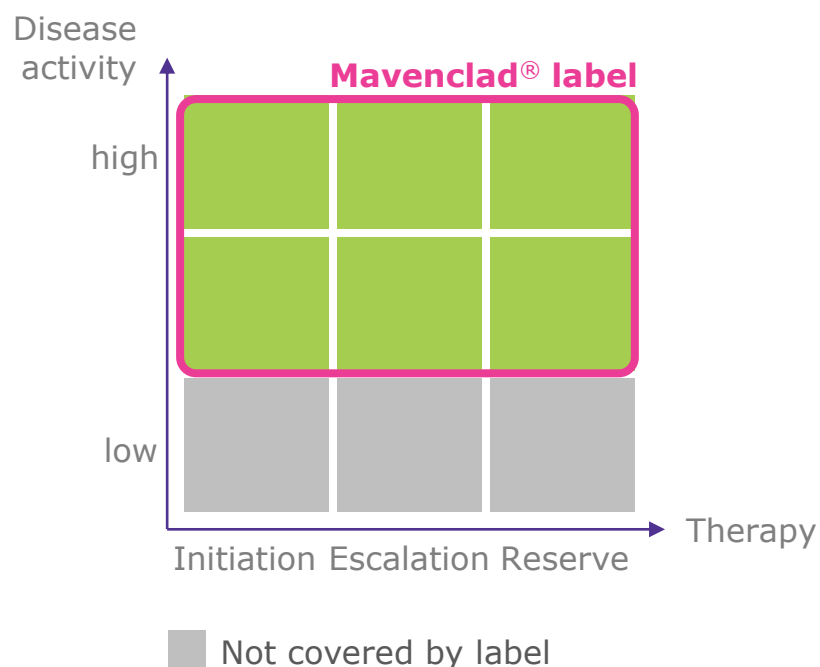 Disease
activity
Mavenclad® label
high
low
Therapy
Initiation Escalation Reserve
Not covered by label